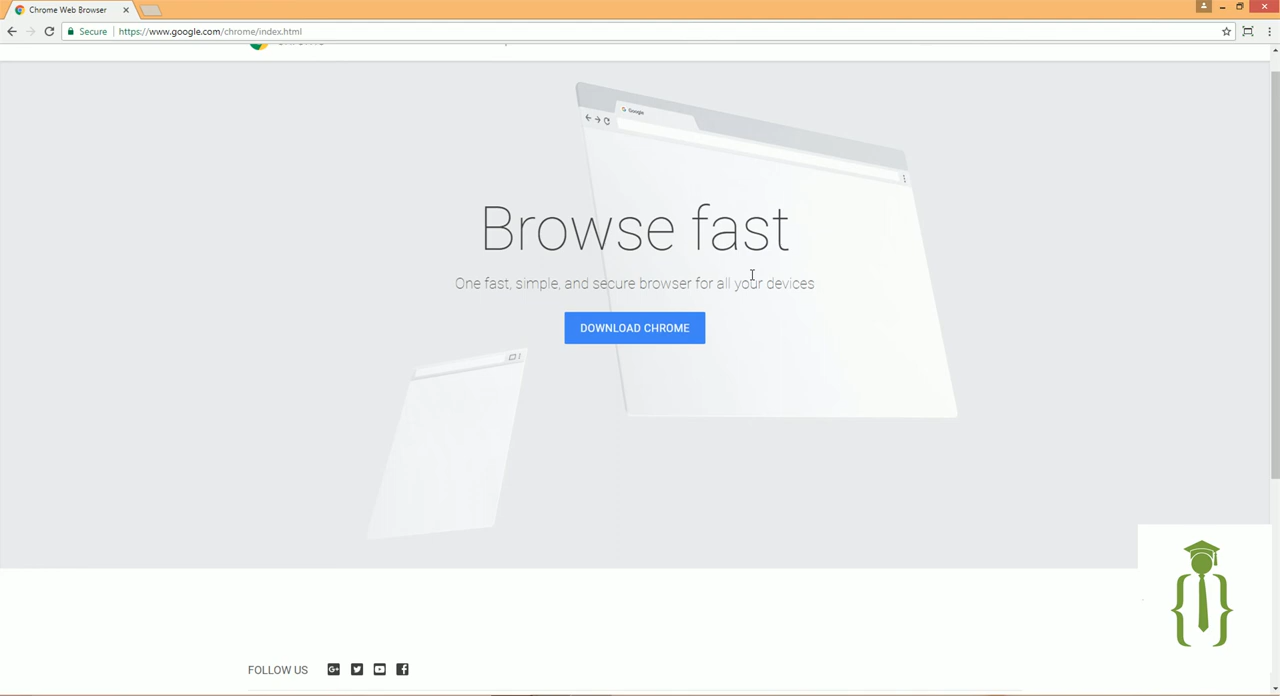 Chrome Web Browser
Secure
https://www.google.com/chrome/index.html
Google
Browse fast
One fast, simple, and secure browser for all your devices
DOWNLOAD CHROME
FOLLOW US